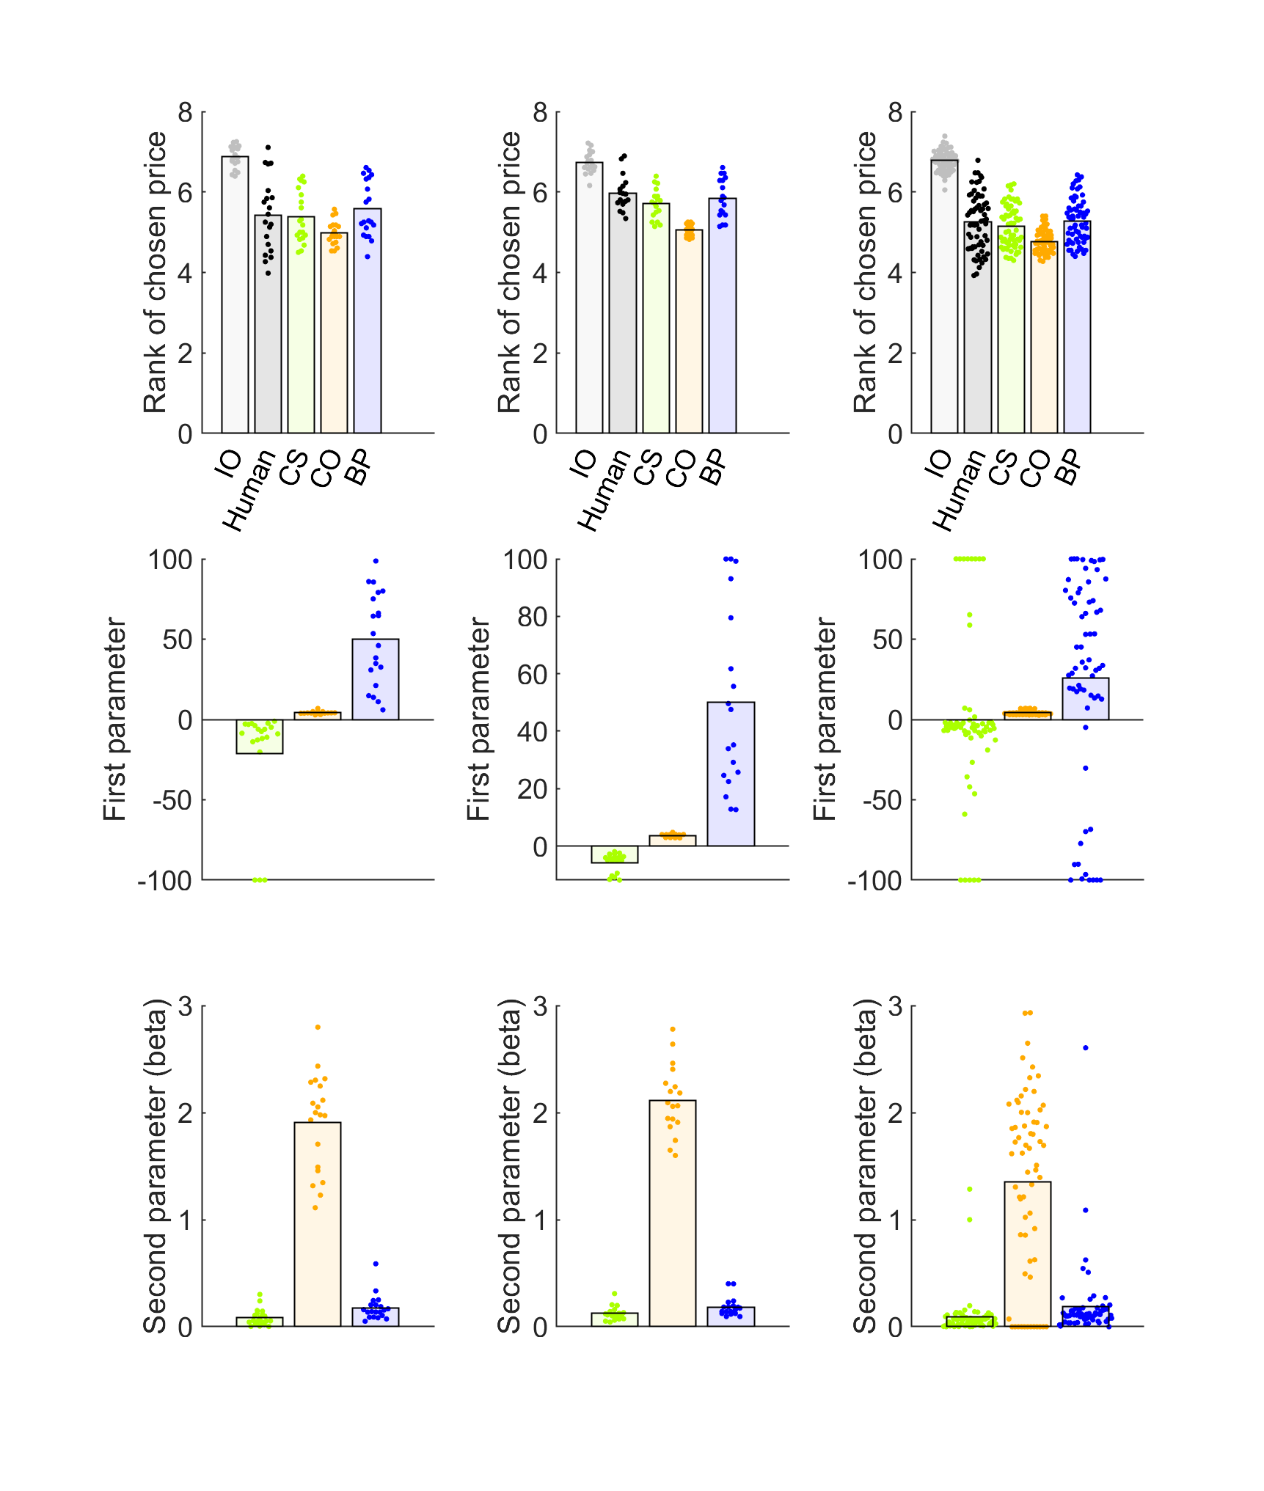 Rank of chosen price
8
6
4
2
0
IO
Human
CS
CO
BP
Rank of chosen price
8
6
4
2
0
IO
Human
CS
CO
BP
Rank of chosen price
8
6
4
2
0
IO
Human
CS
CO
BP
First parameter
100
50
0
-50
-100
First parameter
100
80
60
40
20
0
First parameter
100
50
0
-50
-100
Second parameter (beta)
3
2
1
0
Second parameter (beta)
3
2
1
0
Second parameter (beta)
3
2
1
0